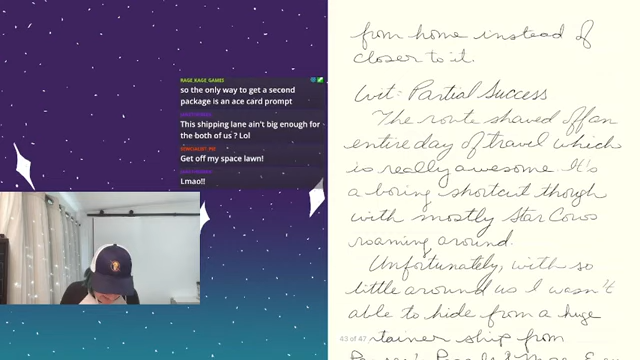 from home instead of
closer to it.
Wit: Partial Success
The route shaved off an
entire day of travel which
is really awesome. It's
a boring shortcut though
with mostly Star Cows
roaming around.
Unfortunately, with so
little around us I wasn't
able to hide from a huge
tainer ship from
43 of 47
RAGE_KAGE_GAMES
so the only way to get a second
package is an ace card prompt
This shipping lane ain't big enough for
the both of us ? Lol
Get off my space lawn!
Lmao!!